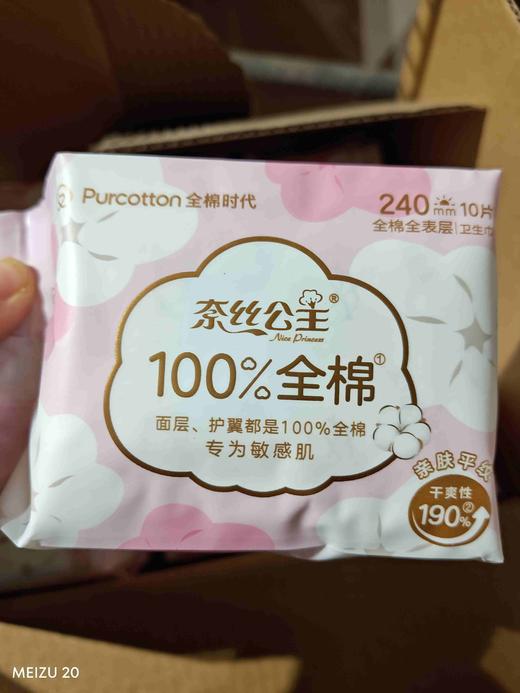 Purcotton 全棉时代
240mm 10片
全棉全表层 卫生巾
奈丝公主®
Nice Princess
100%全棉①
面层、护翼都是100%全棉
专为敏感肌
亲肤平纹
干爽性
190%②
MEIZU 20